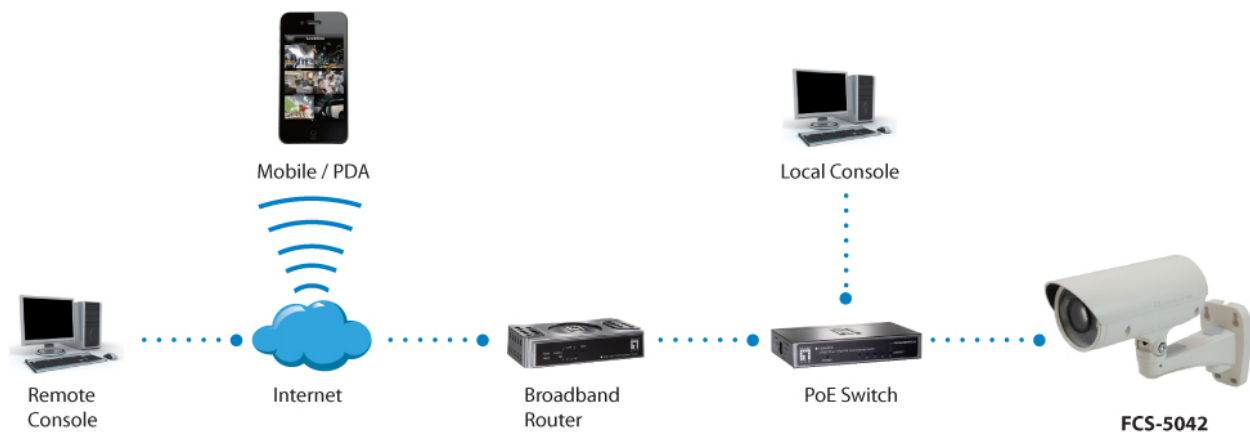 Mobile / PDA
Local Console
Remote
Console
Internet
Broadband
Router
PoE Switch
FCS-5042